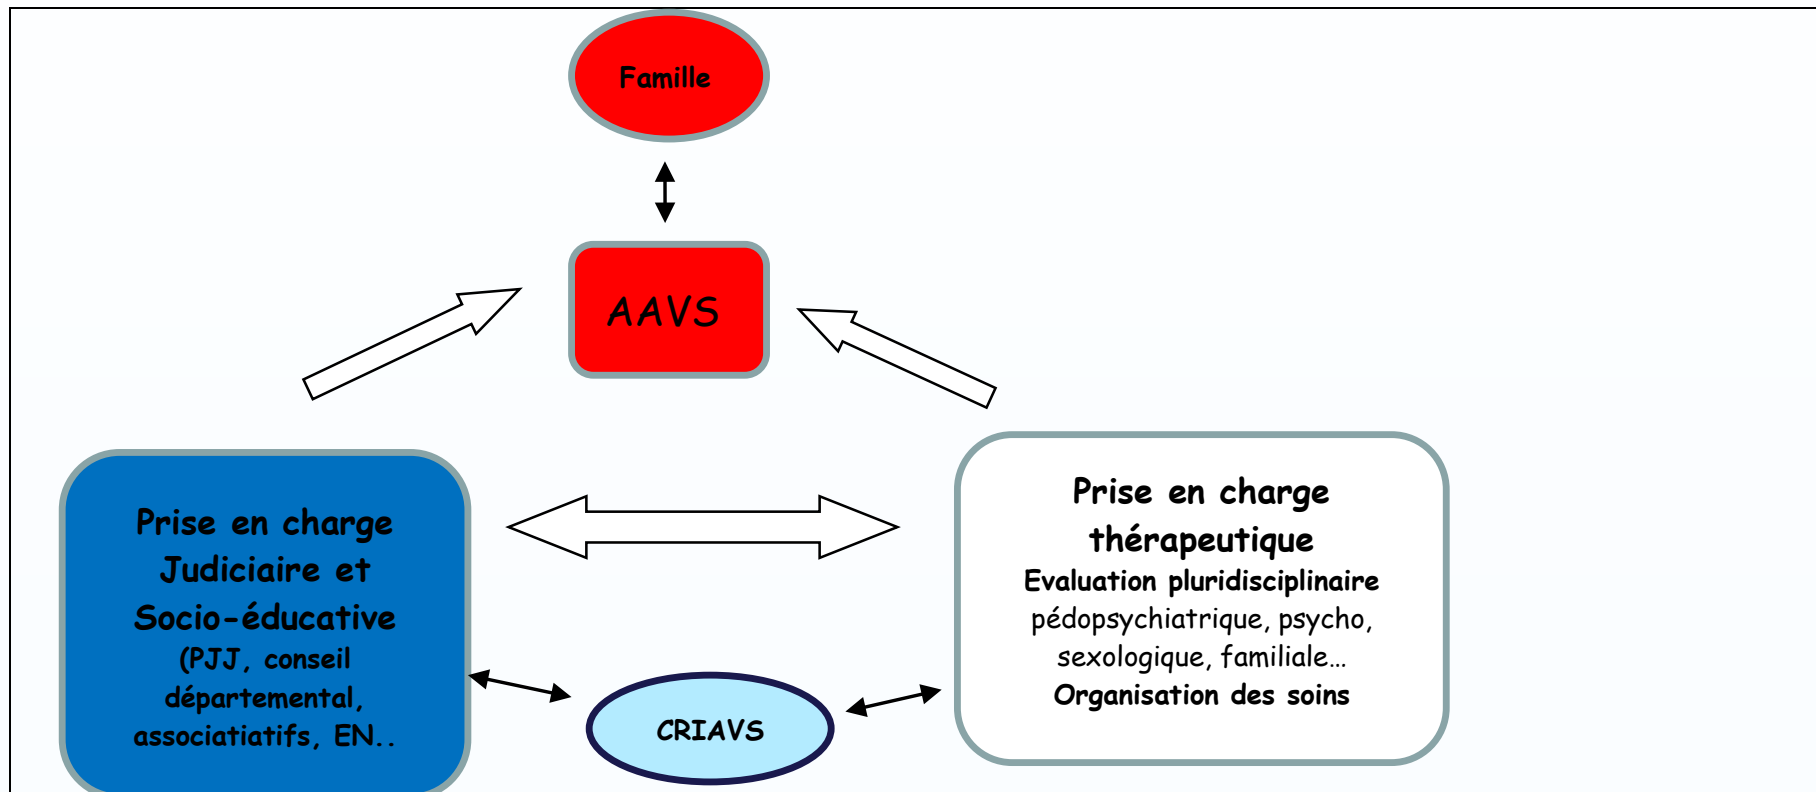 Famille
AAVS
Prise en charge
Judiciaire et
Socio-éducative
(PJJ, conseil
départemental,
associatiatifs, EN..
Prise en charge
thérapeutique
Evaluation pluridisciplinaire
pédopsychiatrique, psycho,
sexologique, familiale...
Organisation des soins
CRIAVS